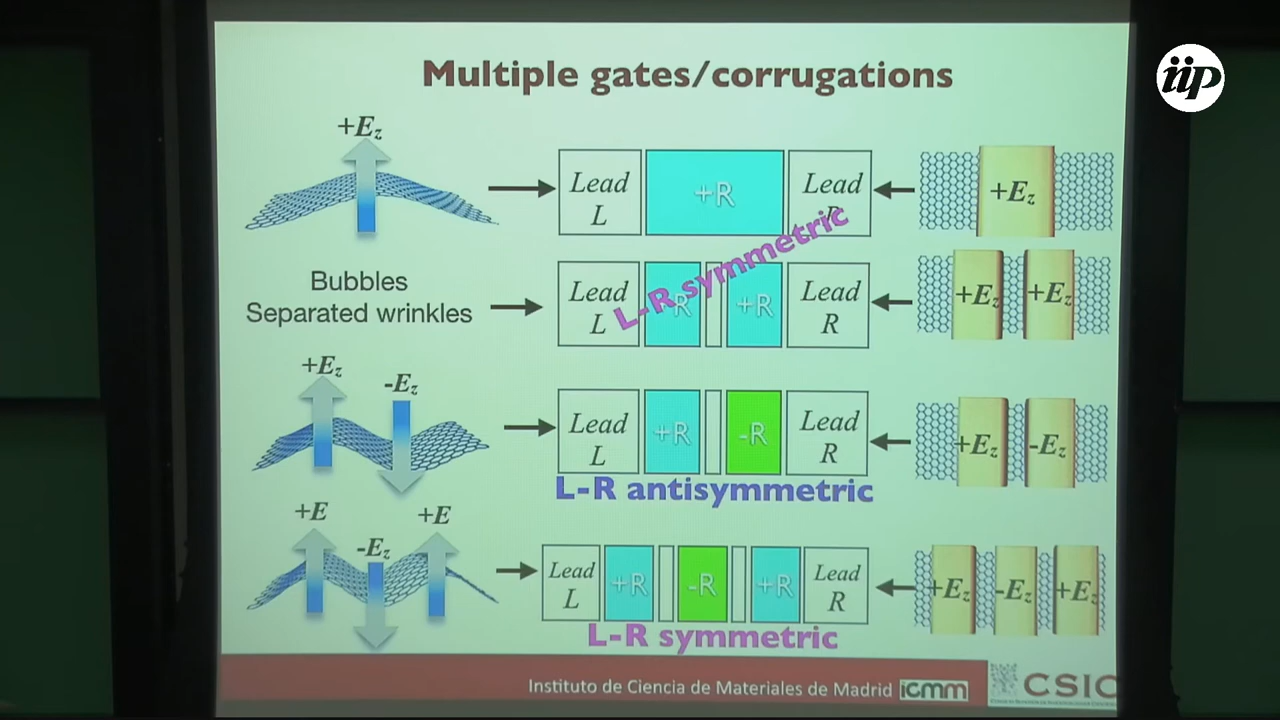 Multiple gates/corrugations
iip
+Ez
Lead
L
+R
Lead
R
+Ez
L-R symmetric
Bubbles
Separated wrinkles
Lead
L
+R
+R
Lead
R
+Ez
+Ez
+Ez
-Ez
Lead
L
+R
-R
Lead
R
+Ez
-Ez
L-R antisymmetric
+E
-Ez
+E
Lead
L
+R
-R
+R
Lead
R
+Ez
-Ez
+Ez
L-R symmetric
Instituto de Ciencia de Materiales de Madrid
icmm
CSIC